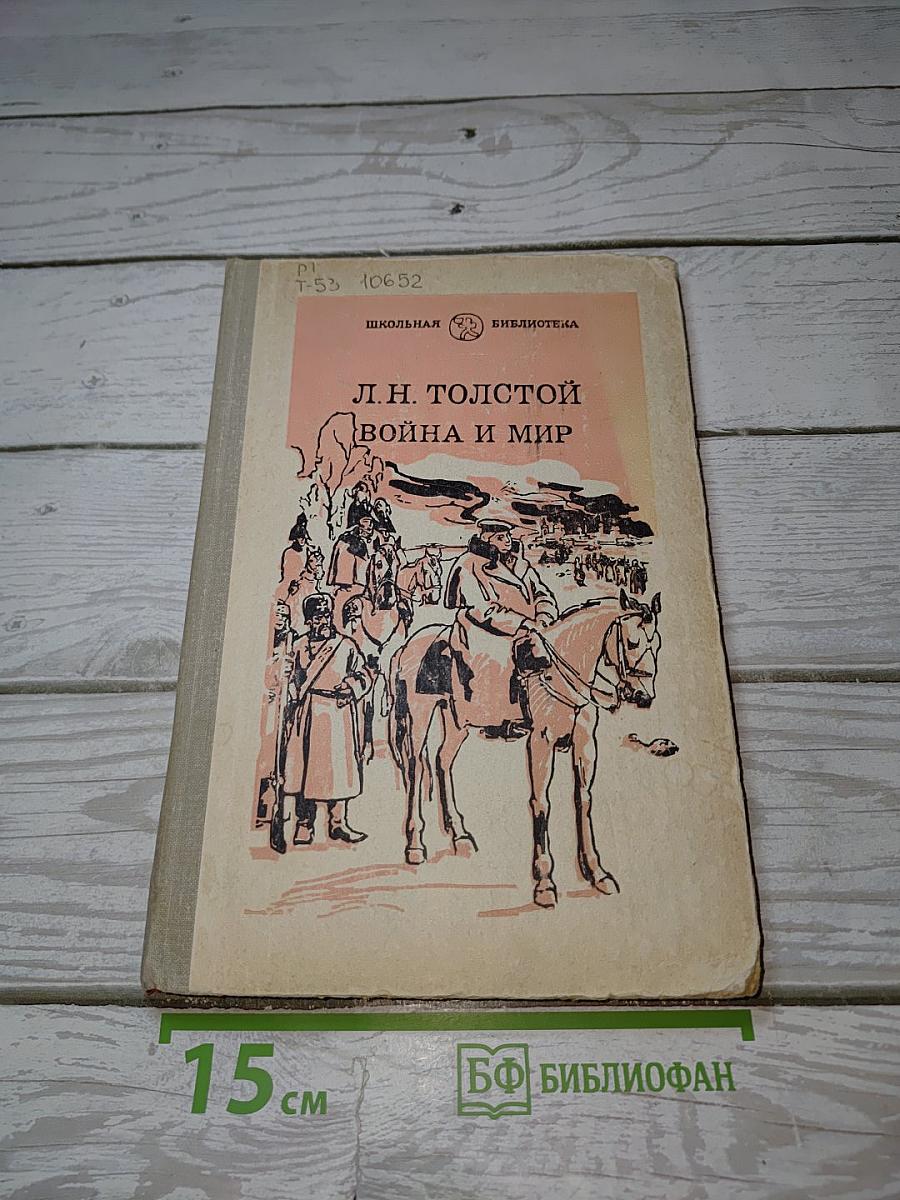 Р1
Т-53 10652
ШКОЛЬНАЯ БИБЛИОТЕКА
Л. Н. ТОЛСТОЙ
ВОЙНА И МИР
15 см
БФ БИБЛИОФАН